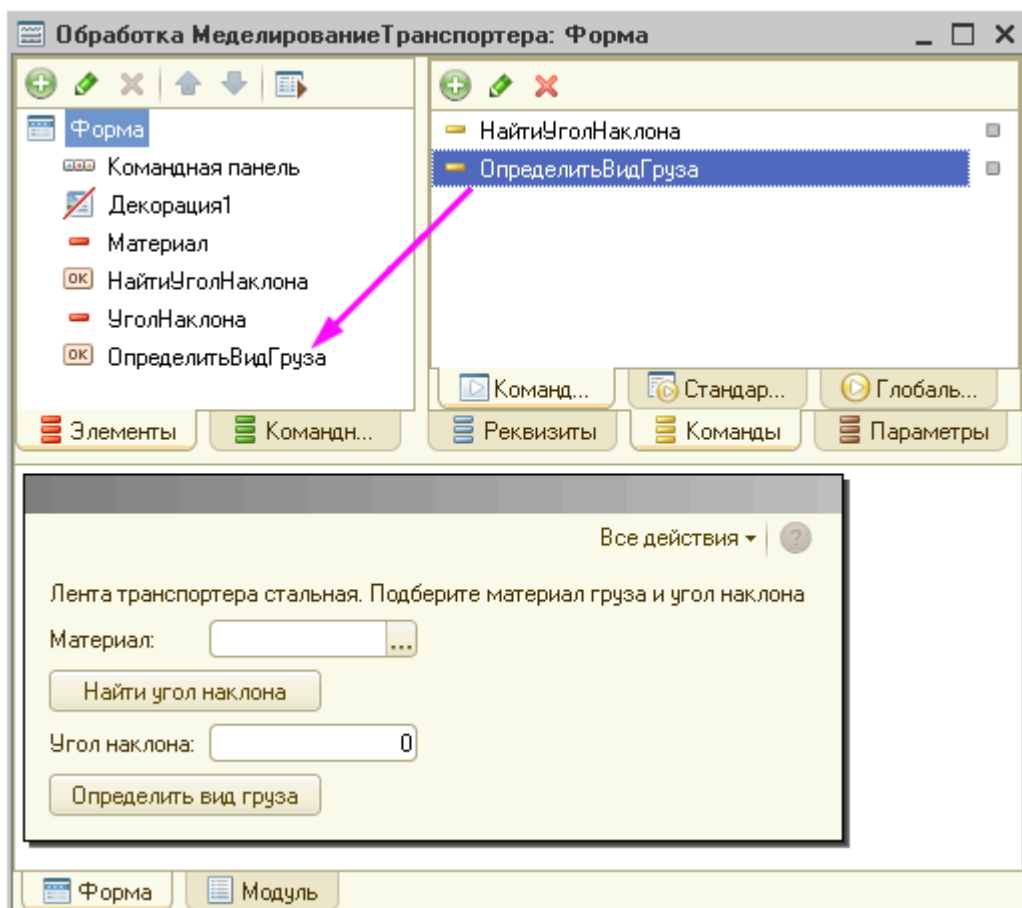 Обработка МеделированиеТранспортера: Форма
Форма
Командная панель
Декорация1
Материал
OK НайтиУголНаклона
УголНаклона
OK ОпределитьВидГруза
Элементы
Командн...
НайтиУголНаклона
ОпределитьВидГруза
Команд...
Стандар...
Глобаль...
Реквизиты
Команды
Параметры
Все действия
?
Лента транспортера стальная. Подберите материал груза и угол наклона
Материал:
...
Найти угол наклона
Угол наклона: 0
Определить вид груза
Форма
Модуль